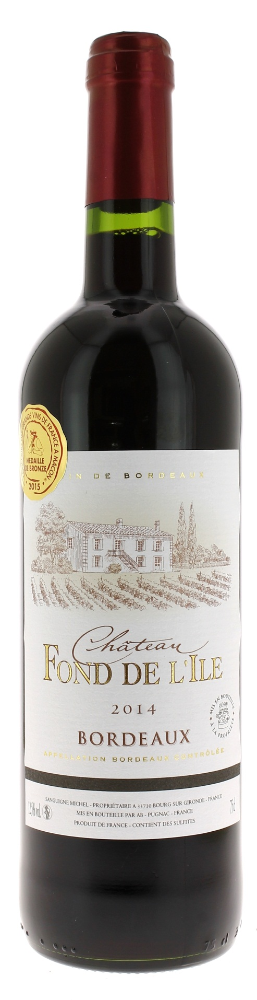 GRANDS VINS DE FRANCE A MACON
MEDAILLE
DE BRONZE
2015
IN DE BORDEAUX
Château
FOND DE L'ILE
2014
MIS EN BOUTEILLE
À LA PROPRIÉTÉ
BORDEAUX
APPELLATION BORDEAUX CONTRÔLÉE
SANGUIGNE MICHEL - PROPRIÉTAIRE A 33710 BOURG SUR GIRONDE - FRANCE
12,5% vol.
MIS EN BOUTEILLE PAR AB - PUGNAC - FRANCE
75 cl
PRODUIT DE FRANCE - CONTIENT DES SULFITES
75 cl